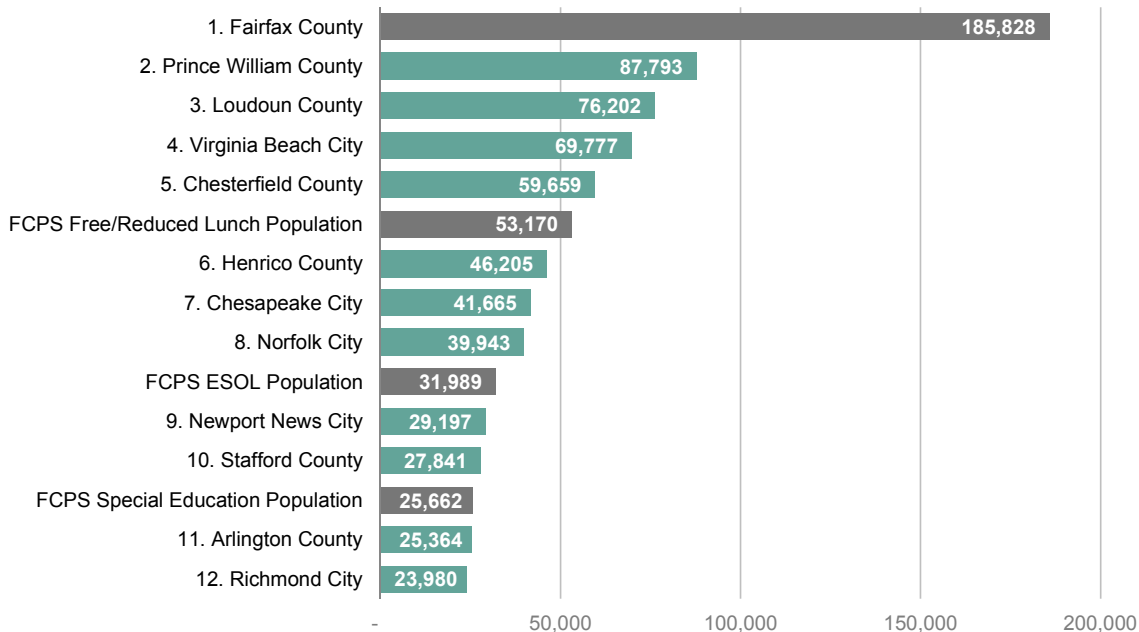 1. Fairfax County 185,828
2. Prince William County 87,793
3. Loudoun County 76,202
4. Virginia Beach City 69,777
5. Chesterfield County 59,659
FCPS Free/Reduced Lunch Population 53,170
6. Henrico County 46,205
7. Chesapeake City 41,665
8. Norfolk City 39,943
FCPS ESOL Population 31,989
9. Newport News City 29,197
10. Stafford County 27,841
FCPS Special Education Population 25,662
11. Arlington County 25,364
12. Richmond City 23,980
- 50,000 100,000 150,000 200,000